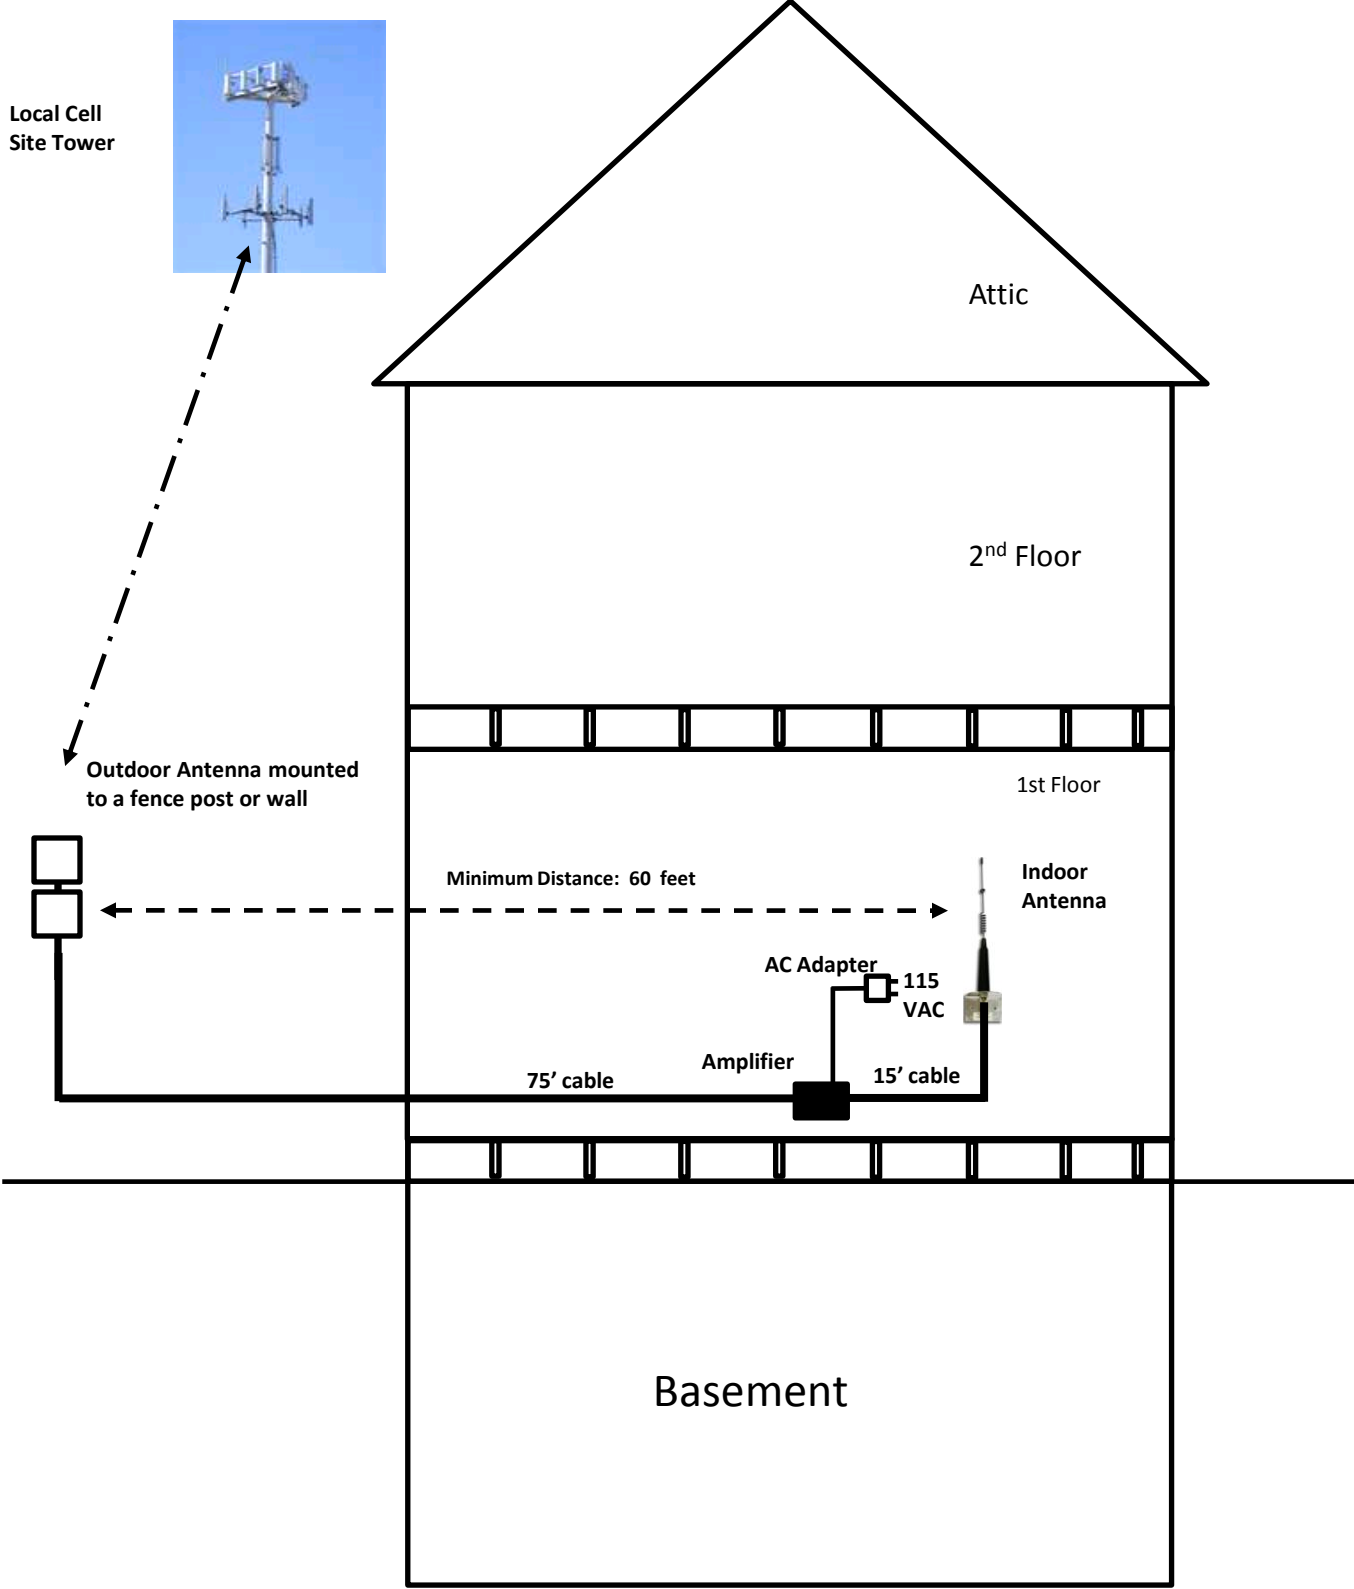 Local Cell
Site Tower
Attic
2nd Floor
Outdoor Antenna mounted
to a fence post or wall
1st Floor
Minimum Distance: 60 feet
Indoor
Antenna
AC Adapter
115
VAC
Amplifier
75’ cable
15’ cable
Basement